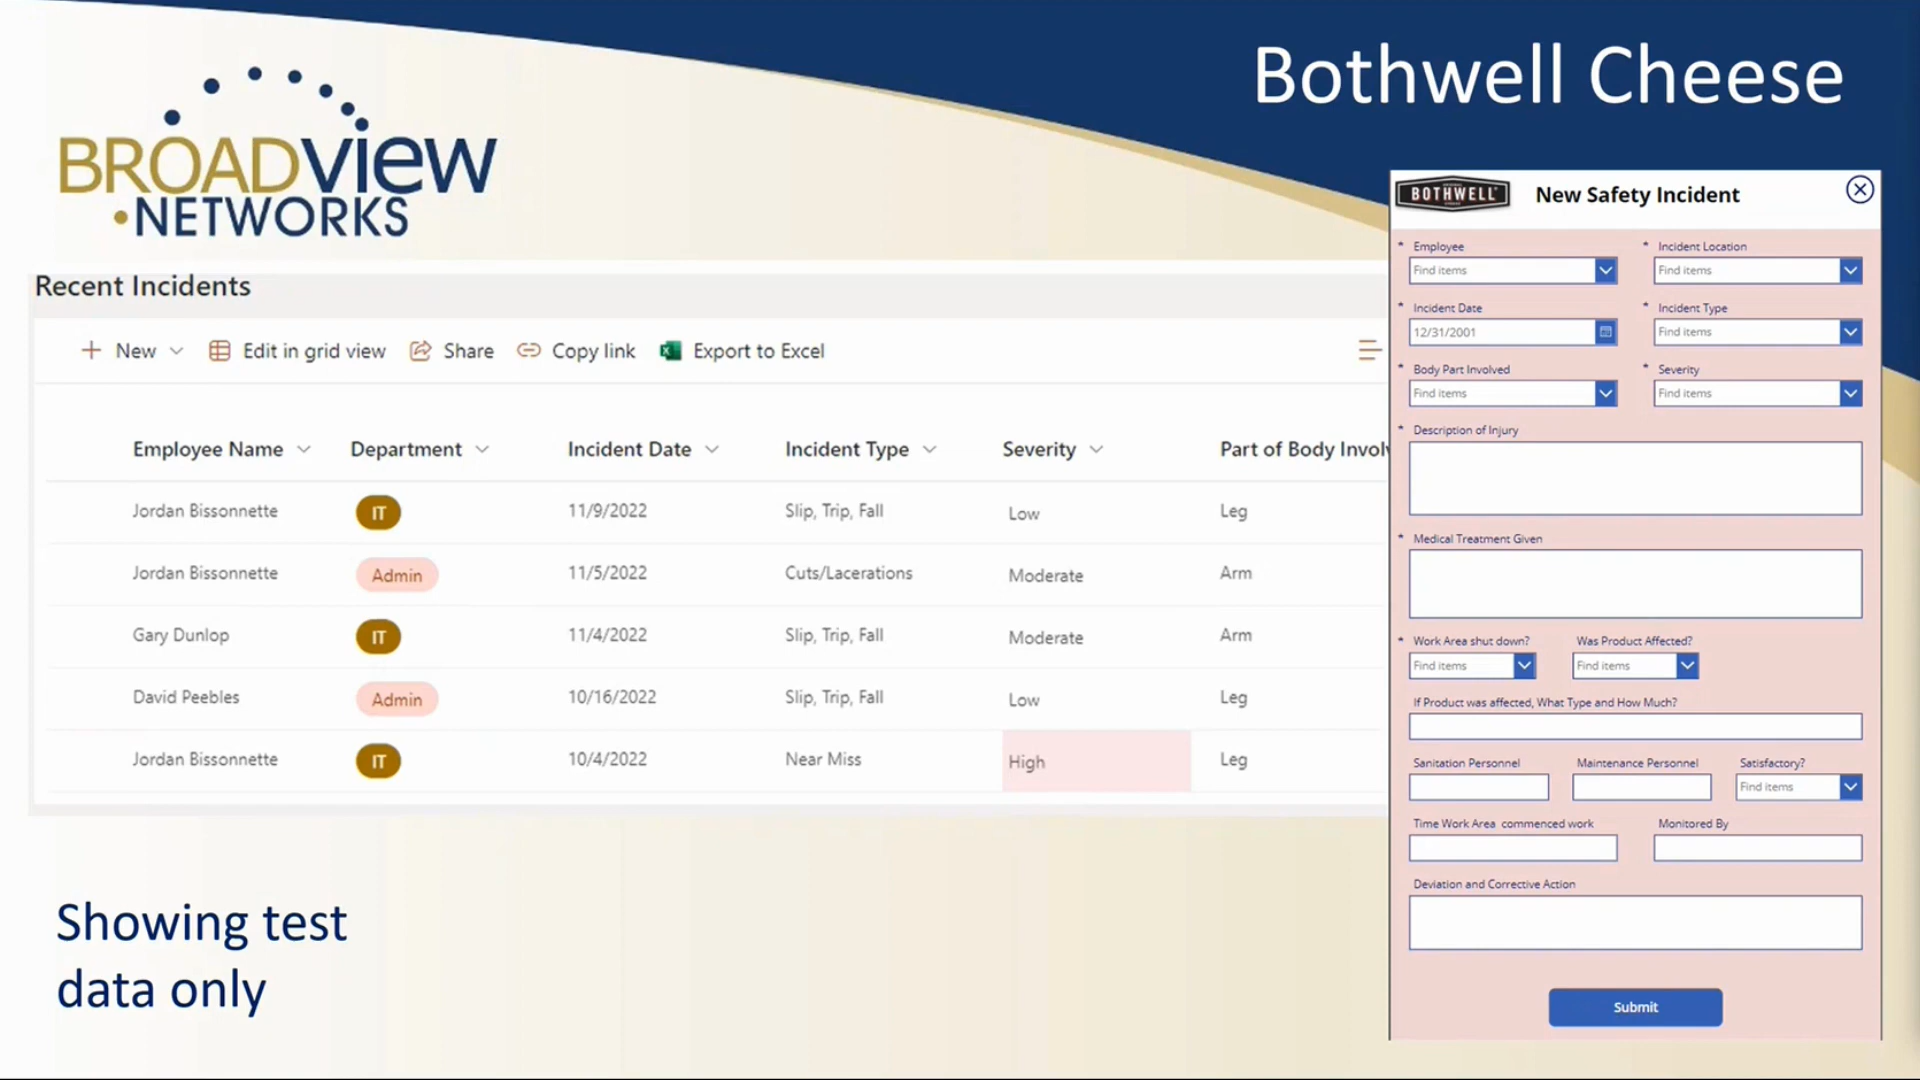 Bothwell Cheese
BROADVIEW
NETWORKS
Recent Incidents
New
Edit in grid view
Share
Copy link
Export to Excel
Employee Name Department Incident Date Incident Type Severity Part of Body Involv
Jordan Bissonnette IT 11/9/2022 Slip, Trip, Fall Low Leg
Jordan Bissonnette Admin 11/5/2022 Cuts/Lacerations Moderate Arm
Gary Dunlop IT 11/4/2022 Slip, Trip, Fall Moderate Arm
David Peebles Admin 10/16/2022 Slip, Trip, Fall Low Leg
Jordan Bissonnette IT 10/4/2022 Near Miss High Leg
Showing test
data only
BOTHWELL
New Safety Incident
* Employee * Incident Location
Find items Find items
* Incident Date * Incident Type
12/31/2001 Find items
* Body Part Involved * Severity
Find items Find items
* Description of Injury
* Medical Treatment Given
* Work Area shut down? Was Product Affected?
Find items Find items
If Product was affected, What Type and How Much?
Sanitation Personnel Maintenance Personnel Satisfactory?
Find items
Time Work Area commenced work Monitored By
Deviation and Corrective Action
Submit